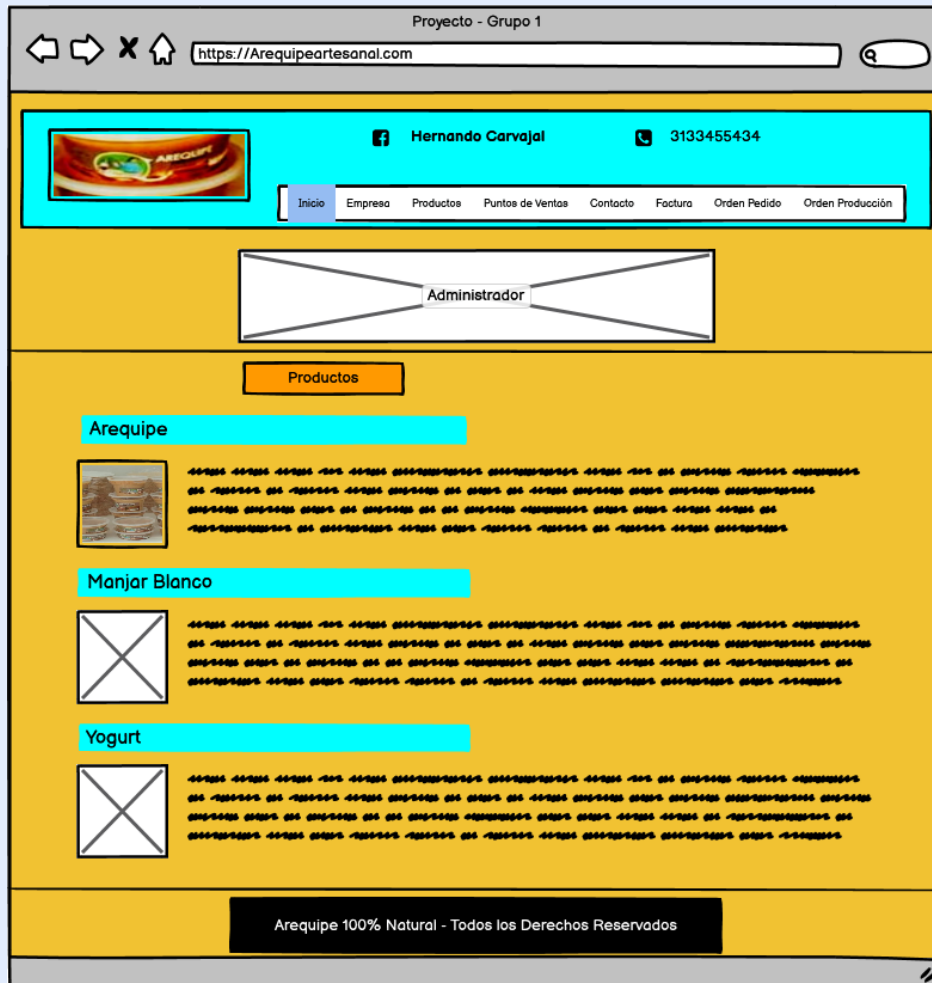 Proyecto - Grupo 1
https://Arequipeartesanal.com
AREQUIPE
Hernando Carvajal
3133455434
Inicio Empresa Productos Puntos de Ventas Contacto Factura Orden Pedido Orden Producción
Administrador
Productos
Arequipe
Manjar Blanco
Yogurt
Arequipe 100% Natural - Todos los Derechos Reservados